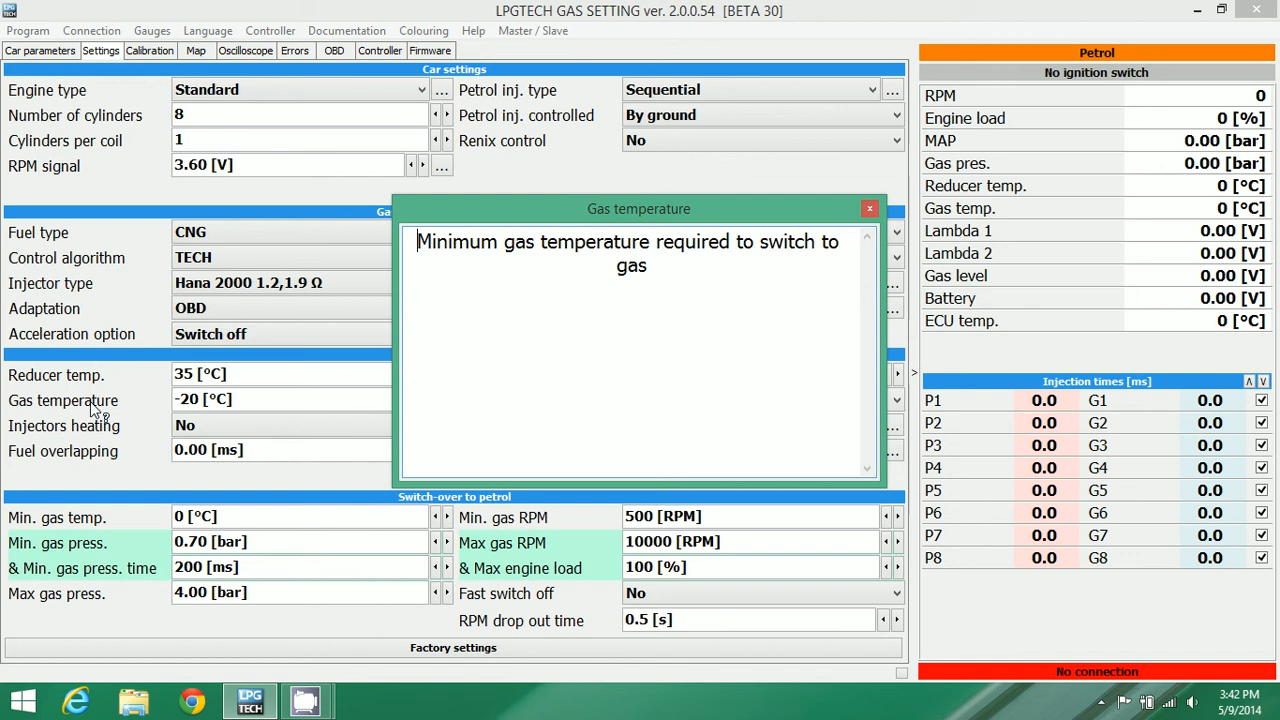 LPG TECH
LPGTECH GAS SETTING ver. 2.0.0.54 [BETA 30]
Program Connection Gauges Language Controller Documentation Colouring Help Master / Slave
Car parameters Settings Calibration Map Oscilloscope Errors OBD Controller Firmware
Car settings
Engine type Standard ... Petrol inj. type Sequential ...
Number of cylinders 8 Petrol inj. controlled By ground
Cylinders per coil 1 Renix control No
RPM signal 3.60 [V] ...
Ga
Fuel type CNG
Control algorithm TECH
Injector type Hana 2000 1.2,1.9 Ω
Adaptation OBD
Acceleration option Switch off
Reducer temp. 35 [°C]
Gas temperature -20 [°C]
Injectors heating No
Fuel overlapping 0.00 [ms]
Gas temperature x
Minimum gas temperature required to switch to
gas
Switch-over to petrol
Min. gas temp. 0 [°C] Min. gas RPM 500 [RPM]
Min. gas press. 0.70 [bar] Max gas RPM 10000 [RPM]
& Min. gas press. time 200 [ms] & Max engine load 100 [%]
Max gas press. 4.00 [bar] Fast switch off No
RPM drop out time 0.5 [s]
Factory settings
Petrol
No ignition switch
RPM 0
Engine load 0 [%]
MAP 0.00 [bar]
Gas pres. 0.00 [bar]
Reducer temp. 0 [°C]
Gas temp. 0 [°C]
Lambda 1 0.00 [V]
Lambda 2 0.00 [V]
Gas level 0.00 [V]
Battery 0.00 [V]
ECU temp. 0 [°C]
>
Injection times [ms]
P1 0.0 G1 0.0
P2 0.0 G2 0.0
P3 0.0 G3 0.0
P4 0.0 G4 0.0
P5 0.0 G5 0.0
P6 0.0 G6 0.0
P7 0.0 G7 0.0
P8 0.0 G8 0.0
No connection
LPG TECH
3:42 PM
5/9/2014